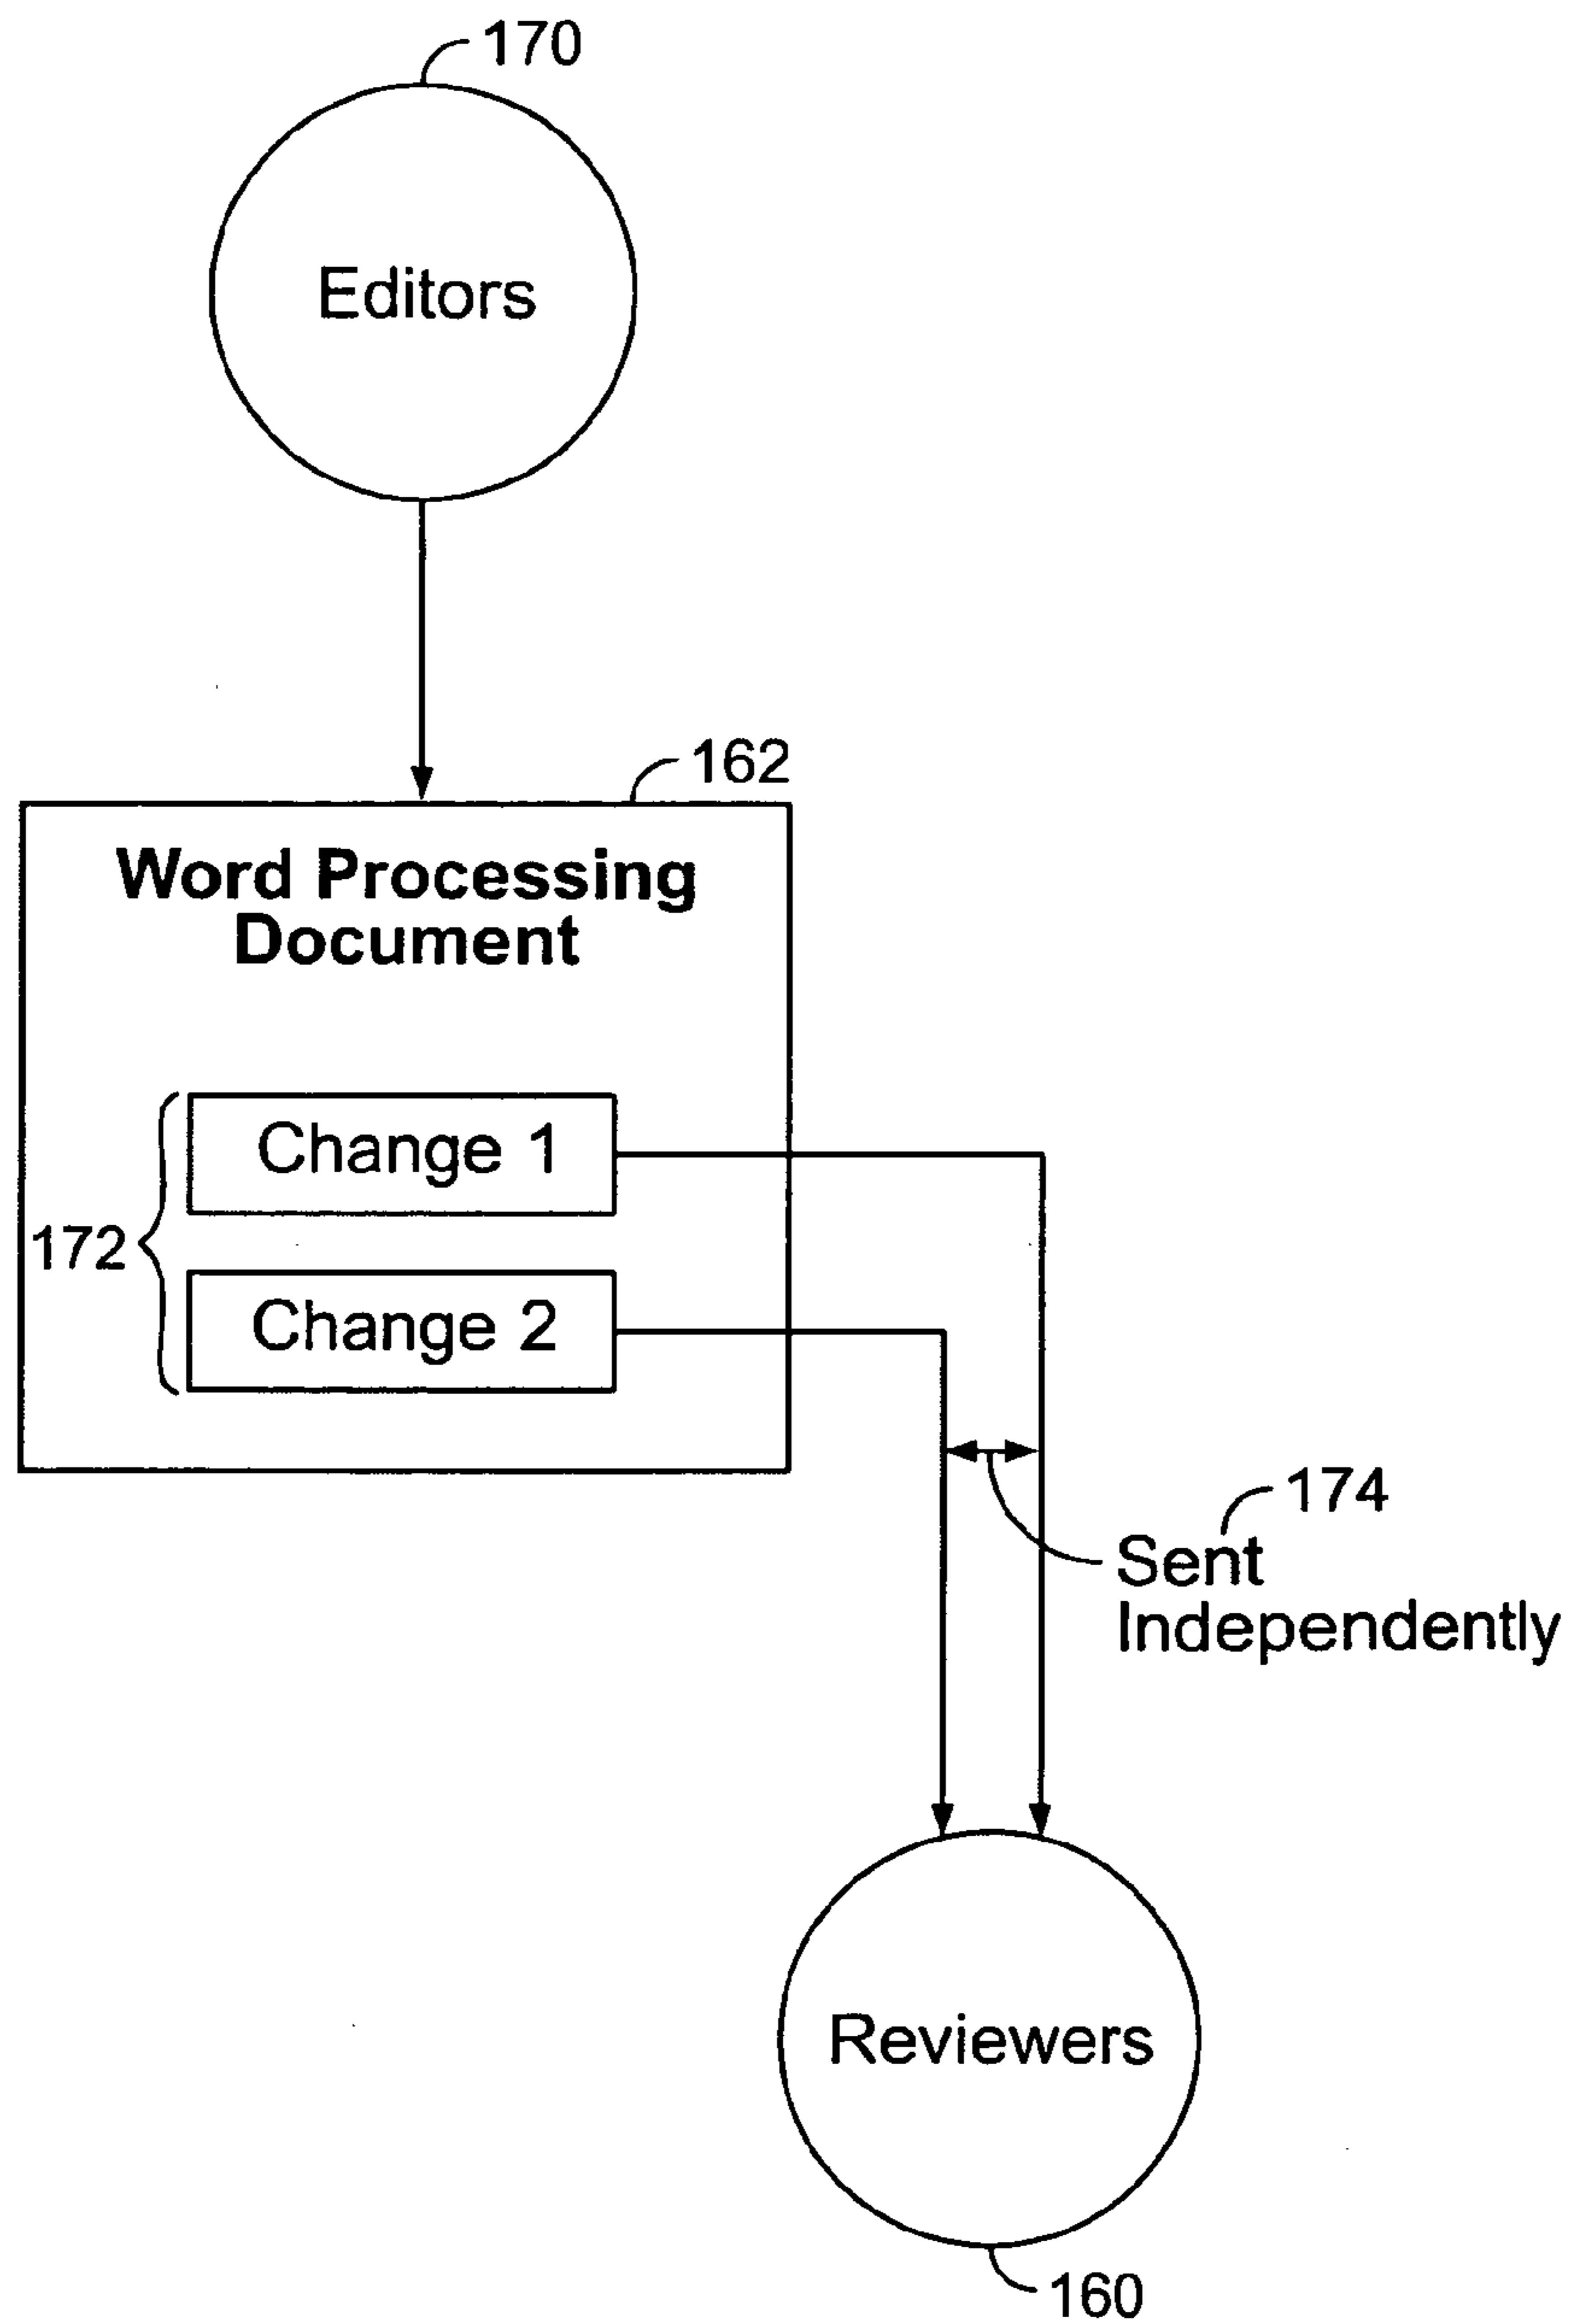 170
Editors
162
Word Processing
Document
Change 1
172
Change 2
174
Sent
Independently
Reviewers
160